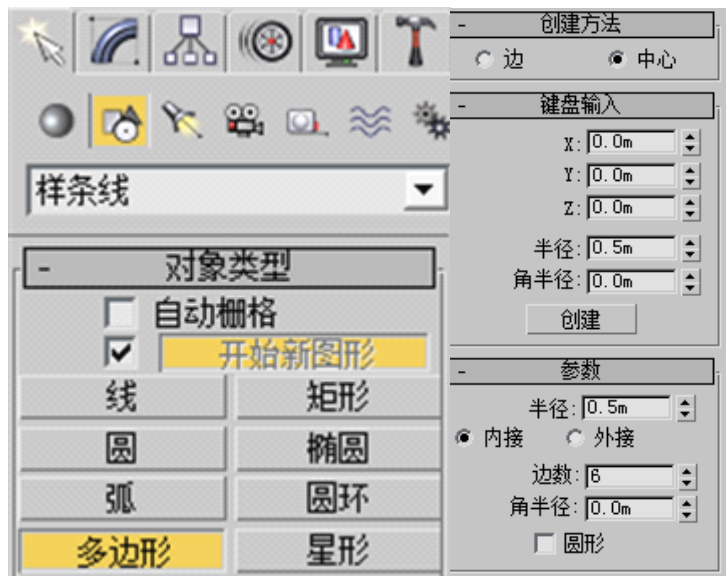 样条线
- 对象类型
自动栅格
开始新图形
线 矩形
圆 椭圆
弧 圆环
多边形 星形
- 创建方法
边 中心
- 键盘输入
X: 0.0m
Y: 0.0m
Z: 0.0m
半径: 0.5m
角半径: 0.0m
创建
- 参数
半径: 0.5m
内接 外接
边数: 6
角半径: 0.0m
圆形